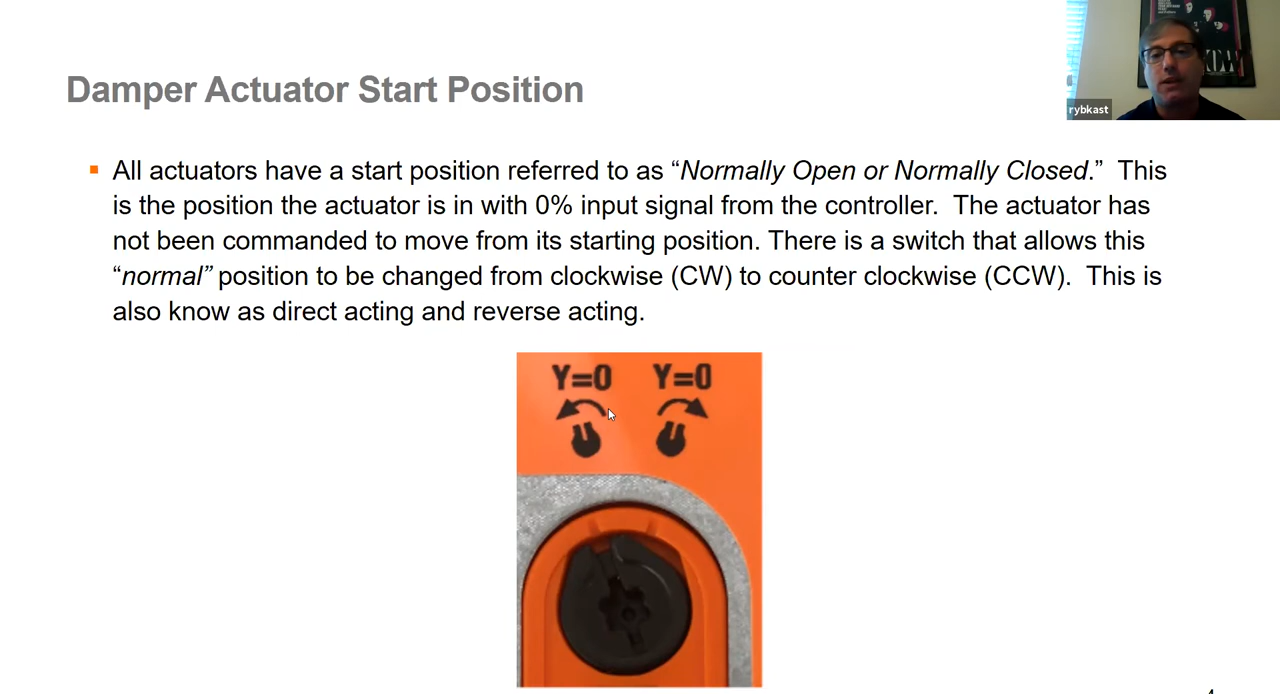 rybkast
Damper Actuator Start Position
▪ All actuators have a start position referred to as “Normally Open or Normally Closed.” This
is the position the actuator is in with 0% input signal from the controller. The actuator has
not been commanded to move from its starting position. There is a switch that allows this
“normal” position to be changed from clockwise (CW) to counter clockwise (CCW). This is
also know as direct acting and reverse acting.
Y=0 Y=0